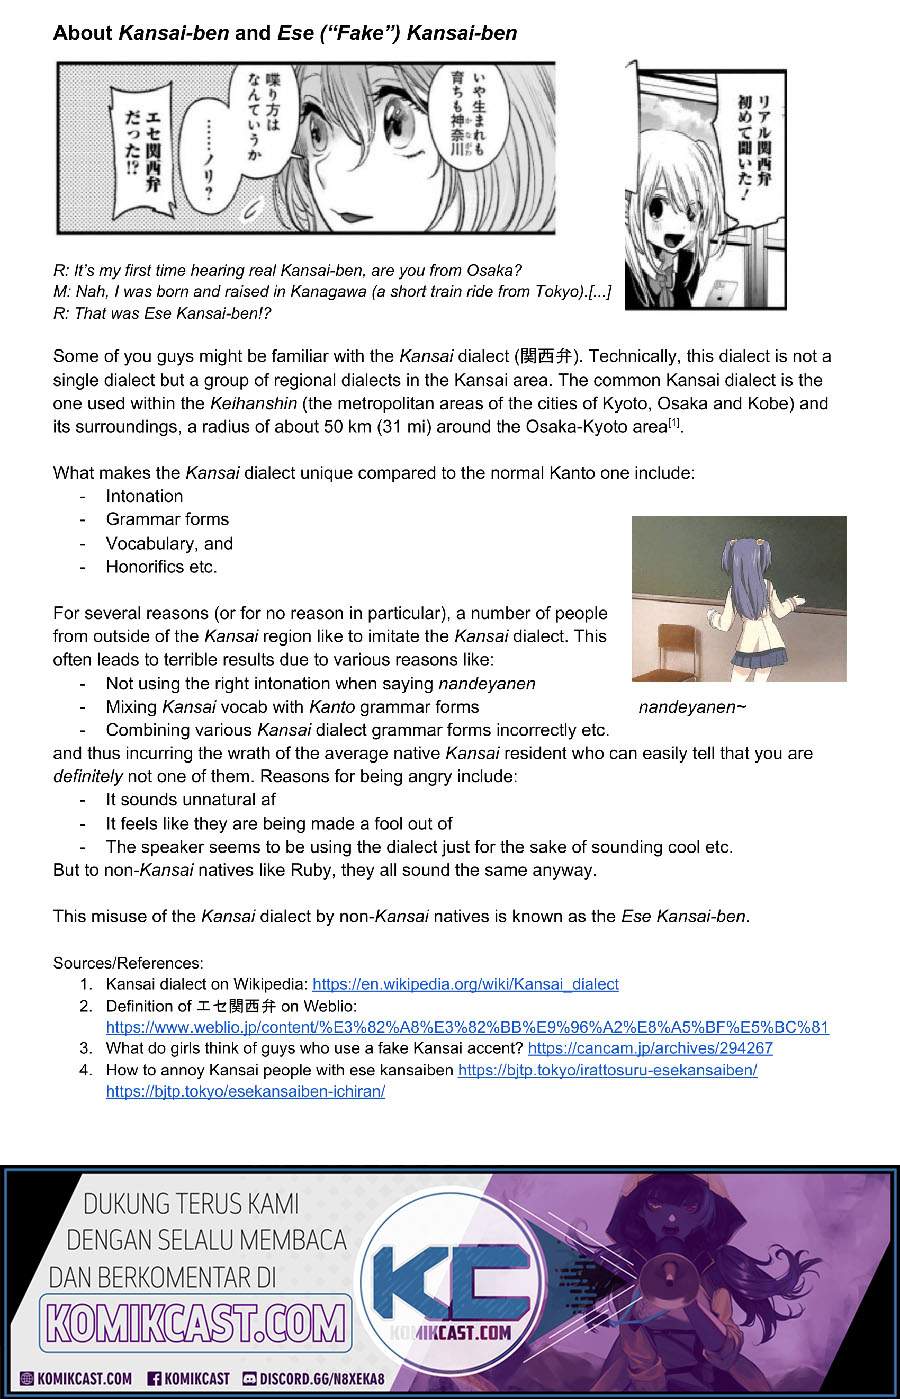 About Kansai-ben and Ese (“Fake”) Kansai-ben
リアル関西弁
初めて聞いた！
いや生まれも
育ちも神奈川
かながわ
喋り方は
なんていうか
……ノリ？
エセ関西弁
だった!?
R: It’s my first time hearing real Kansai-ben, are you from Osaka?
M: Nah, I was born and raised in Kanagawa (a short train ride from Tokyo).[...]
R: That was Ese Kansai-ben!?
Some of you guys might be familiar with the Kansai dialect (関西弁). Technically, this dialect is not a
single dialect but a group of regional dialects in the Kansai area. The common Kansai dialect is the
one used within the Keihanshin (the metropolitan areas of the cities of Kyoto, Osaka and Kobe) and
its surroundings, a radius of about 50 km (31 mi) around the Osaka-Kyoto area[1].
What makes the Kansai dialect unique compared to the normal Kanto one include:
- Intonation
- Grammar forms
- Vocabulary, and
- Honorifics etc.
For several reasons (or for no reason in particular), a number of people
from outside of the Kansai region like to imitate the Kansai dialect. This
often leads to terrible results due to various reasons like:
- Not using the right intonation when saying nandeyanen
- Mixing Kansai vocab with Kanto grammar forms
nandeyanen~
- Combining various Kansai dialect grammar forms incorrectly etc.
and thus incurring the wrath of the average native Kansai resident who can easily tell that you are
definitely not one of them. Reasons for being angry include:
- It sounds unnatural af
- It feels like they are being made a fool out of
- The speaker seems to be using the dialect just for the sake of sounding cool etc.
But to non-Kansai natives like Ruby, they all sound the same anyway.
This misuse of the Kansai dialect by non-Kansai natives is known as the Ese Kansai-ben.
Sources/References:
1. Kansai dialect on Wikipedia: https://en.wikipedia.org/wiki/Kansai_dialect
2. Definition of エセ関西弁 on Weblio:
https://www.weblio.jp/content/%E3%82%A8%E3%82%BB%E9%96%A2%E8%A5%BF%E5%BC%81
3. What do girls think of guys who use a fake Kansai accent? https://cancam.jp/archives/294267
4. How to annoy Kansai people with ese kansaiben https://bjtp.tokyo/irattosuru-esekansaiben/
https://bjtp.tokyo/esekansaiben-ichiran/
DUKUNG TERUS KAMI
DENGAN SELALU MEMBACA
DAN BERKOMENTAR DI
KOMIKCAST.COM
KC
KOMIKCAST.COM
KOMIKCAST.COM KOMIKCAST DISCORD.GG/N8XEKA8